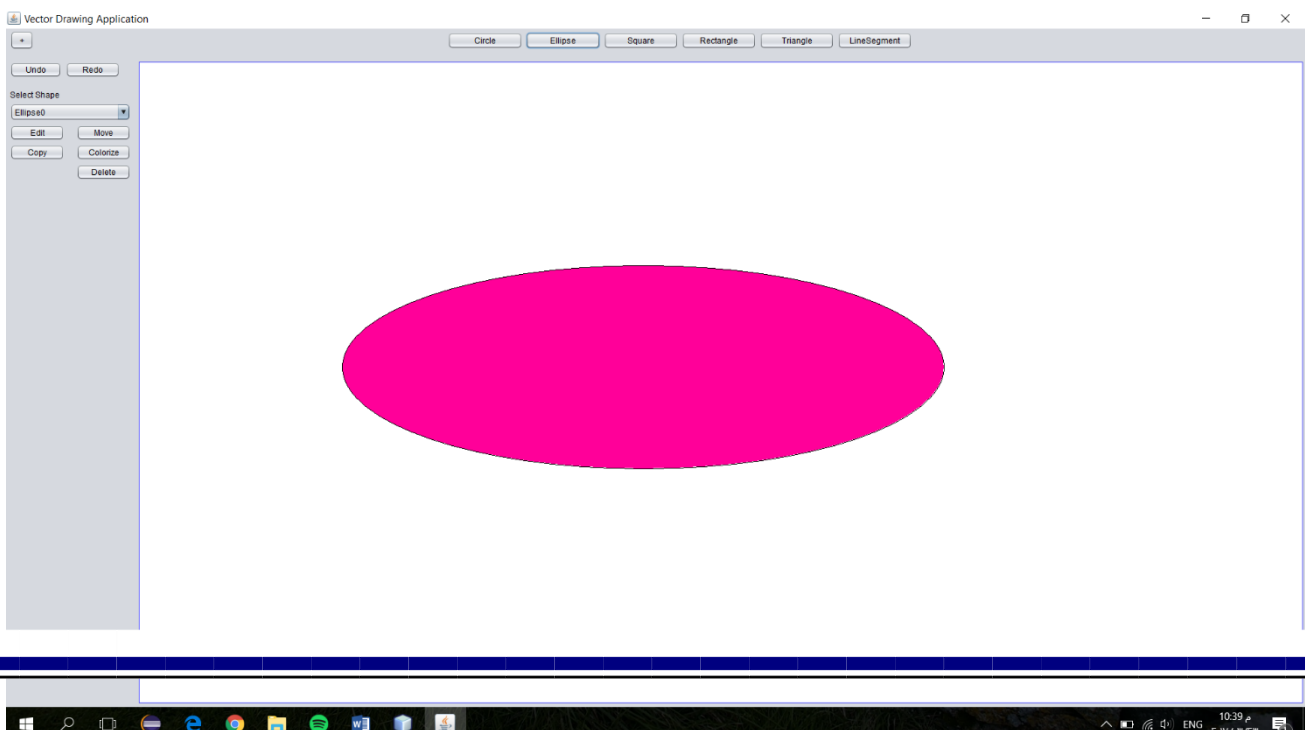 Vector Drawing Application
+
Circle Ellipse Square Rectangle Triangle LineSegment
Undo Redo
Select Shape
Ellipse0
Edit Move
Copy Colorize
Delete
ENG 10:39 م